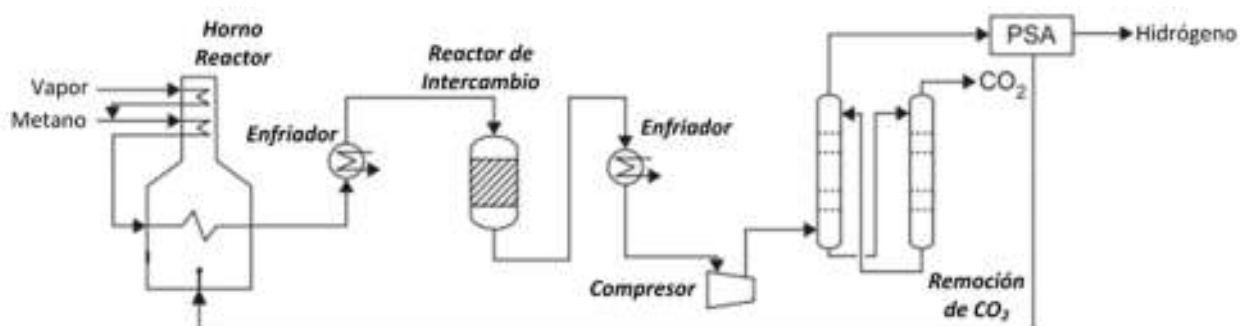 Horno
Reactor
Vapor
Metano
Enfriador
Reactor de
Intercambio
Enfriador
Compresor
PSA
Hidrógeno
CO2
Remoción
de CO2